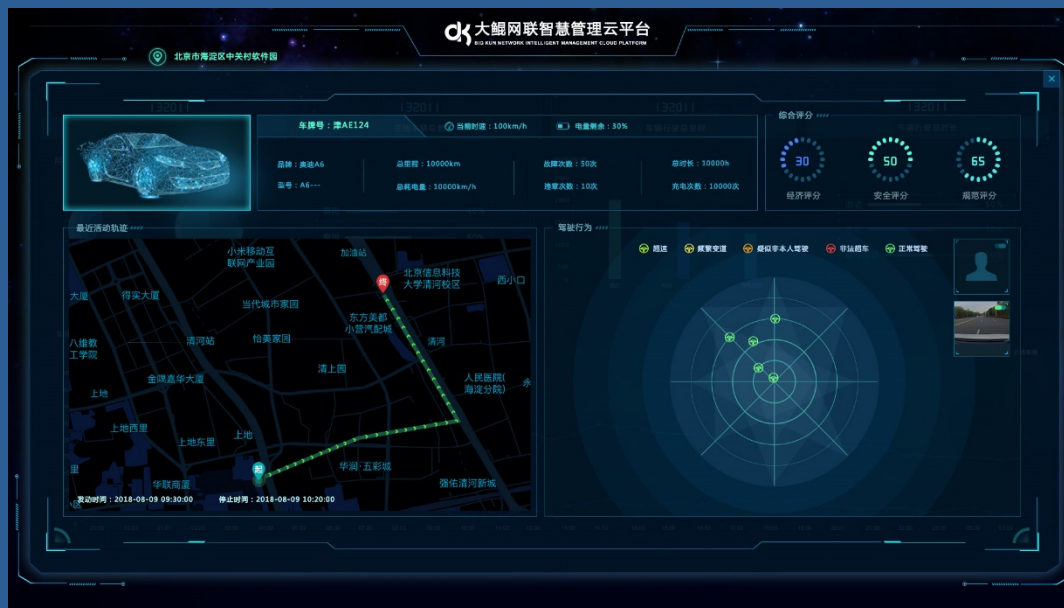 大鲲网联智慧管理云平台
BIG KUN NETWORK INTELLIGENT MANAGEMENT CLOUD PLATFORM
北京市海淀区中关村软件园
车牌号：津AE124
当前时速：100km/h
电量剩余：30%
品牌：奥迪A6
总里程：10000km
故障次数：50次
总时长：10000h
型号：A6---
总耗电量：10000km/h
违章次数：10次
充电次数：10000次
综合评分
30
50
65
经济评分
安全评分
规范评分
最近活动轨迹
小米移动互
联网产业园
加油站
终
北京信息科技
大学清河校区
西小口
大厦
得实大厦
当代城市家园
东方美都
小营汽配城
八维教
工学院
清河站
怡美家园
清河
清上园
金隅嘉华大厦
人民医院(
海淀分院)
永
上地
上地西里
上地东里
上地
里
起
华润·五彩城
华联商厦
强佑清河新城
区
发动时间：2018-08-09 09:30:00
停止时间：2018-08-09 10:20:00
驾驶行为
超速
频繁变道
疑似非本人驾驶
非法超车
正常驾驶